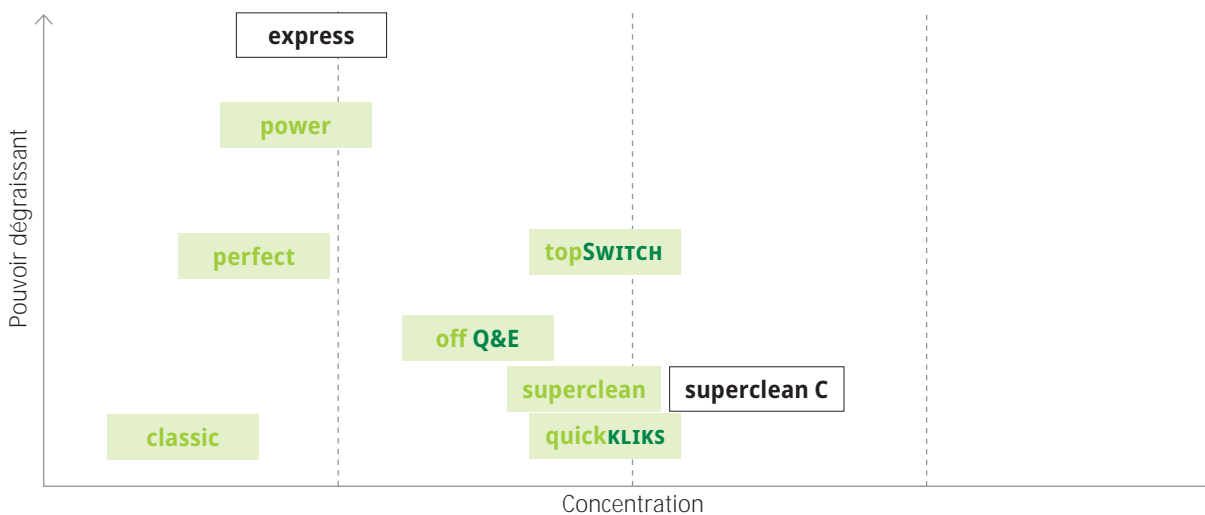 express
power
perfect
topSWITCH
off Q&E
superclean
superclean C
classic
quickKLIKS
Pouvoir dégraissant
Concentration